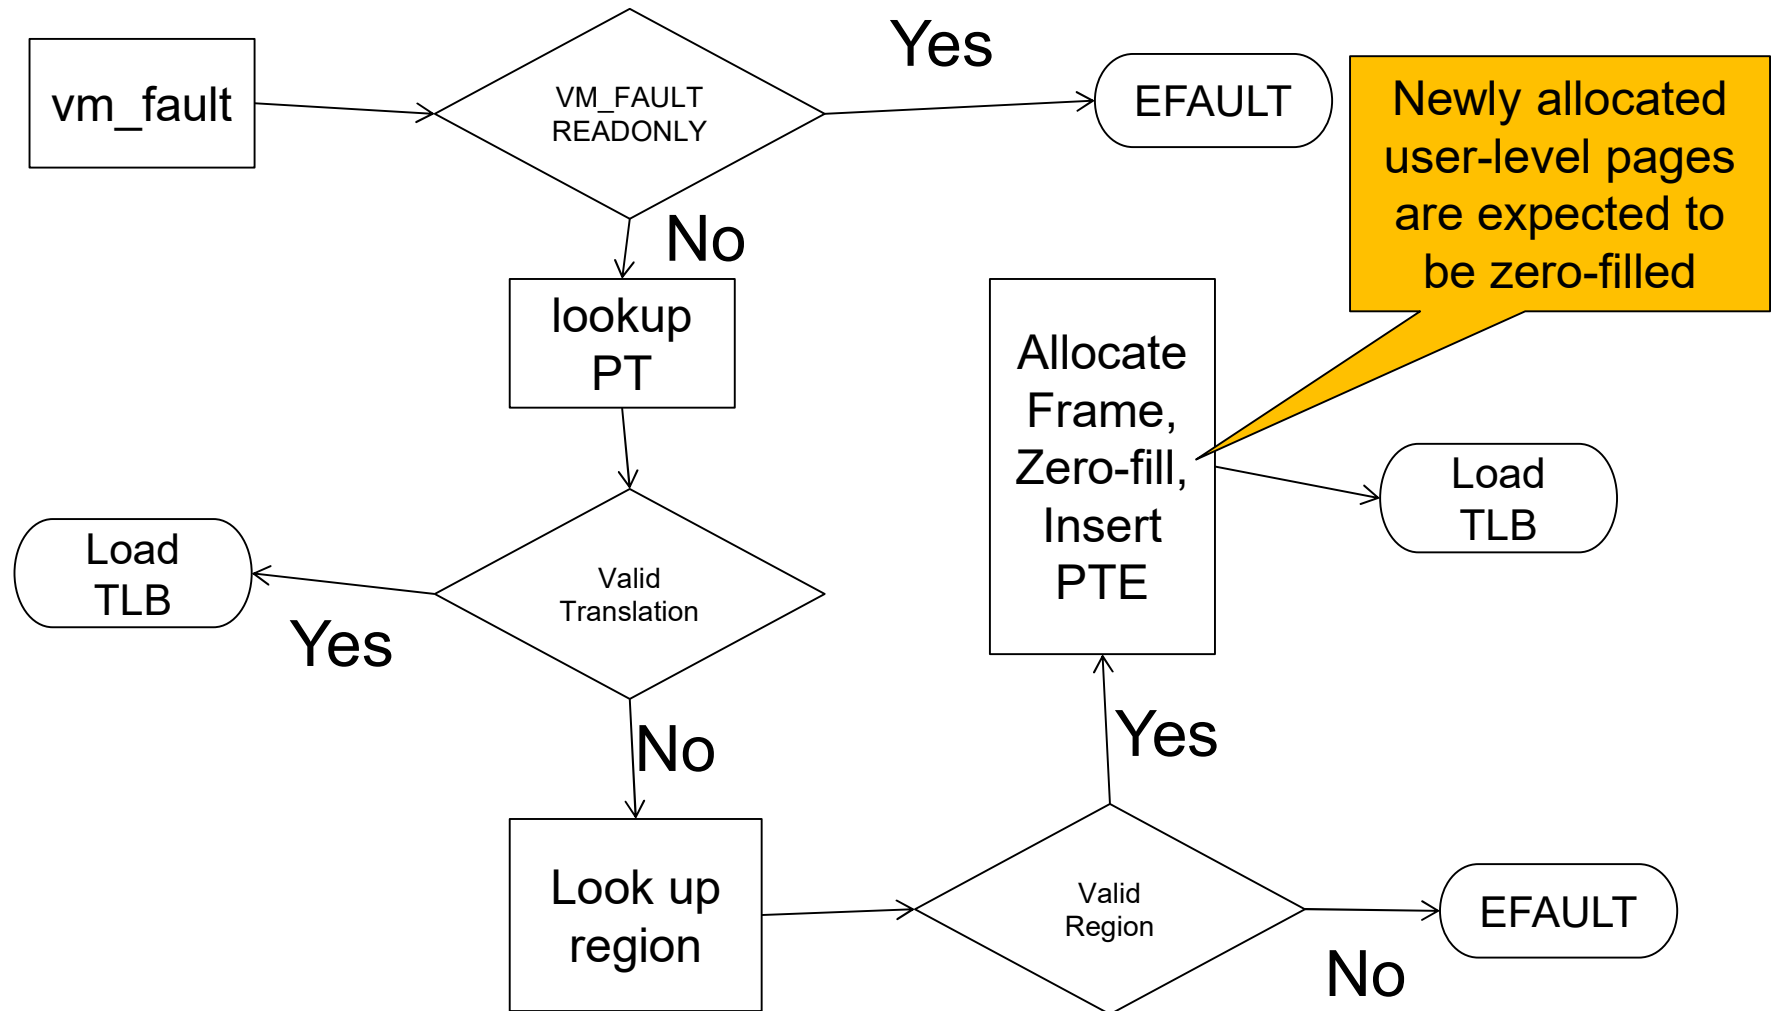 vm_fault
VM_FAULT
READONLY
Yes
EFAULT
Newly allocated
user-level pages
are expected to
be zero-filled
No
lookup
PT
Allocate
Frame,
Zero-fill,
Insert
PTE
Load
TLB
Load
TLB
Yes
Valid
Translation
No
Yes
Look up
region
Valid
Region
EFAULT
No